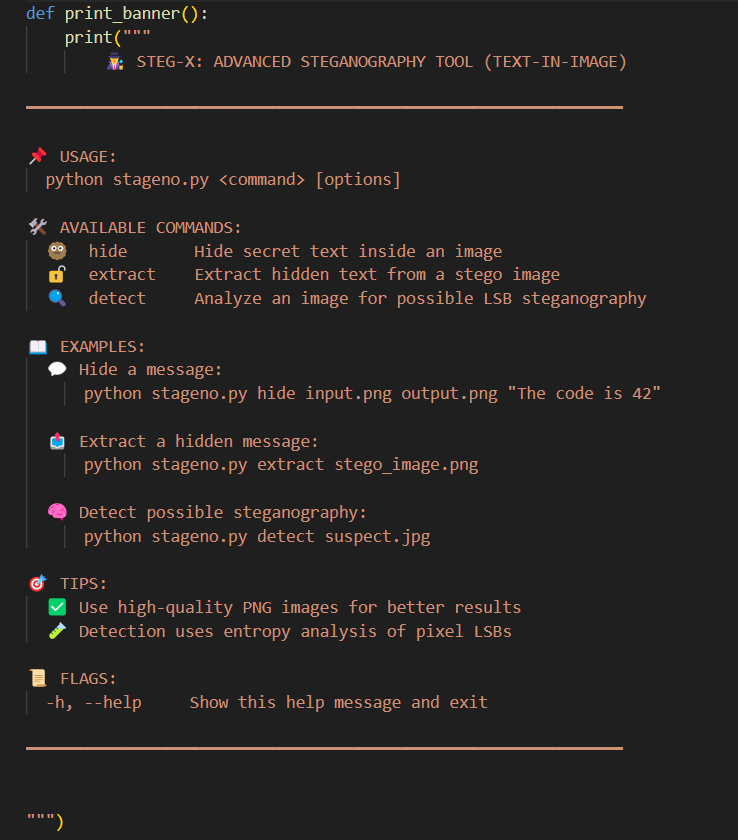 def print_banner():
print("""
🕵️ STEG-X: ADVANCED STEGANOGRAPHY TOOL (TEXT-IN-IMAGE)
━━━━━━━━━━━━━━━━━━━━━━━━━━━━━━━━━━━━━━━━━━━━━━━━━━━━━━━━━━━━━━
📌 USAGE:
python stageno.py <command> [options]
🛠️ AVAILABLE COMMANDS:
🙈 hide Hide secret text inside an image
🔓 extract Extract hidden text from a stego image
🔍 detect Analyze an image for possible LSB steganography
📖 EXAMPLES:
💬 Hide a message:
python stageno.py hide input.png output.png "The code is 42"
📤 Extract a hidden message:
python stageno.py extract stego_image.png
🧠 Detect possible steganography:
python stageno.py detect suspect.jpg
🎯 TIPS:
✅ Use high-quality PNG images for better results
🧪 Detection uses entropy analysis of pixel LSBs
📜 FLAGS:
-h, --help Show this help message and exit
━━━━━━━━━━━━━━━━━━━━━━━━━━━━━━━━━━━━━━━━━━━━━━━━━━━━━━━━━━━━━━
""")